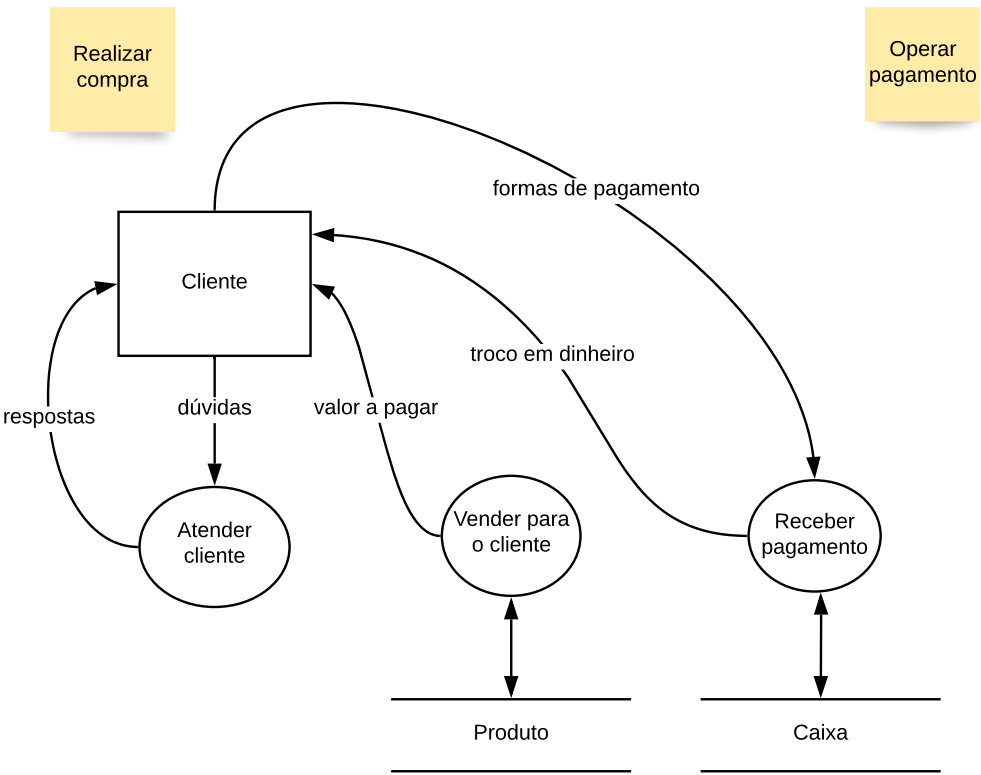 Realizar
compra
Operar
pagamento
formas de pagamento
Cliente
troco em dinheiro
respostas
dúvidas
valor a pagar
Atender
cliente
Vender para
o cliente
Receber
pagamento
Produto
Caixa